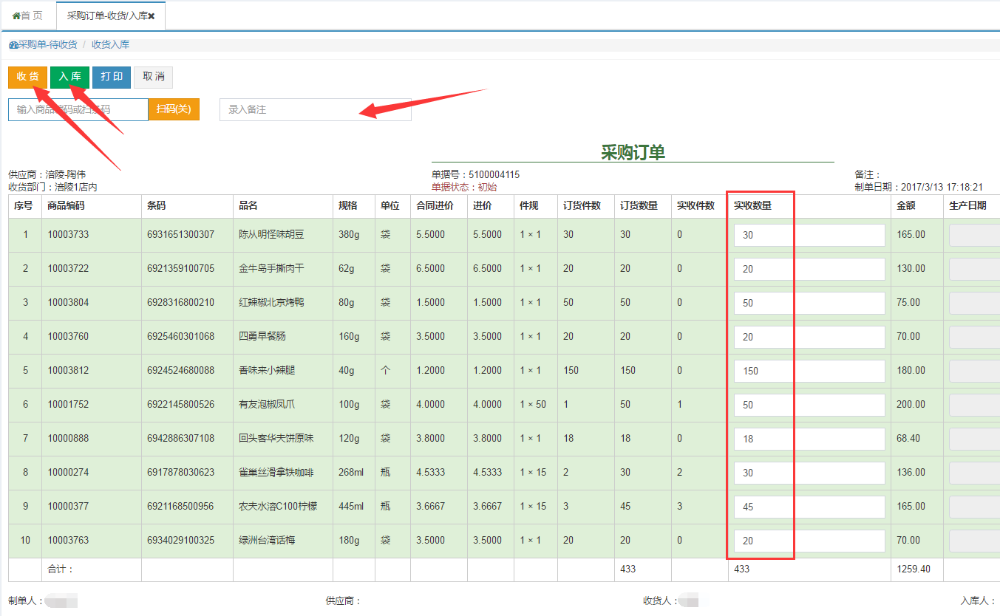 首 页 采购订单-收货/入库
采购单-待收货 / 收货入库
收 货 入 库 打 印 取 消
输入商品编码或扫条码 扫码(关) 录入备注
采购订单
供应商：涪陵-陶伟 单据号：5100004115 备注：
收货部门：涪陵1店内 单据状态：初始 制单日期：2017/3/13 17:18:21
序号 商品编码 条码 品名 规格 单位 合同进价 进价 件规 订货件数 订货数量 实收件数 实收数量 金额 生产日期
1 10003733 6931651300307 陈从明怪味胡豆 380g 袋 5.5000 5.5000 1 × 1 30 30 0 30 165.00
2 10003722 6921359100705 金牛岛手撕肉干 62g 袋 6.5000 6.5000 1 × 1 20 20 0 20 130.00
3 10003804 6928316800210 红辣椒北京烤鸭 80g 袋 1.5000 1.5000 1 × 1 50 50 0 50 75.00
4 10003760 6925460301068 四勇早餐肠 160g 袋 3.5000 3.5000 1 × 1 20 20 0 20 70.00
5 10003812 6924524680088 香味来小辣腿 40g 个 1.2000 1.2000 1 × 1 150 150 0 150 180.00
6 10001752 6922145800526 有友泡椒凤爪 100g 袋 4.0000 4.0000 1 × 50 1 50 1 50 200.00
7 10000888 6942886307108 回头客华夫饼原味 120g 袋 3.8000 3.8000 1 × 1 18 18 0 18 68.40
8 10000274 6917878030623 雀巢丝滑拿铁咖啡 268ml 瓶 4.5333 4.5333 1 × 15 2 30 2 30 136.00
9 10000377 6921168500956 农夫水溶C100柠檬 445ml 瓶 3.6667 3.6667 1 × 15 3 45 3 45 165.00
10 10003763 6934029100325 绿洲台湾话梅 180g 袋 3.5000 3.5000 1 × 1 20 20 0 20 70.00
合计： 433 433 1259.40
制单人： 供应商： 收货人： 入库人：